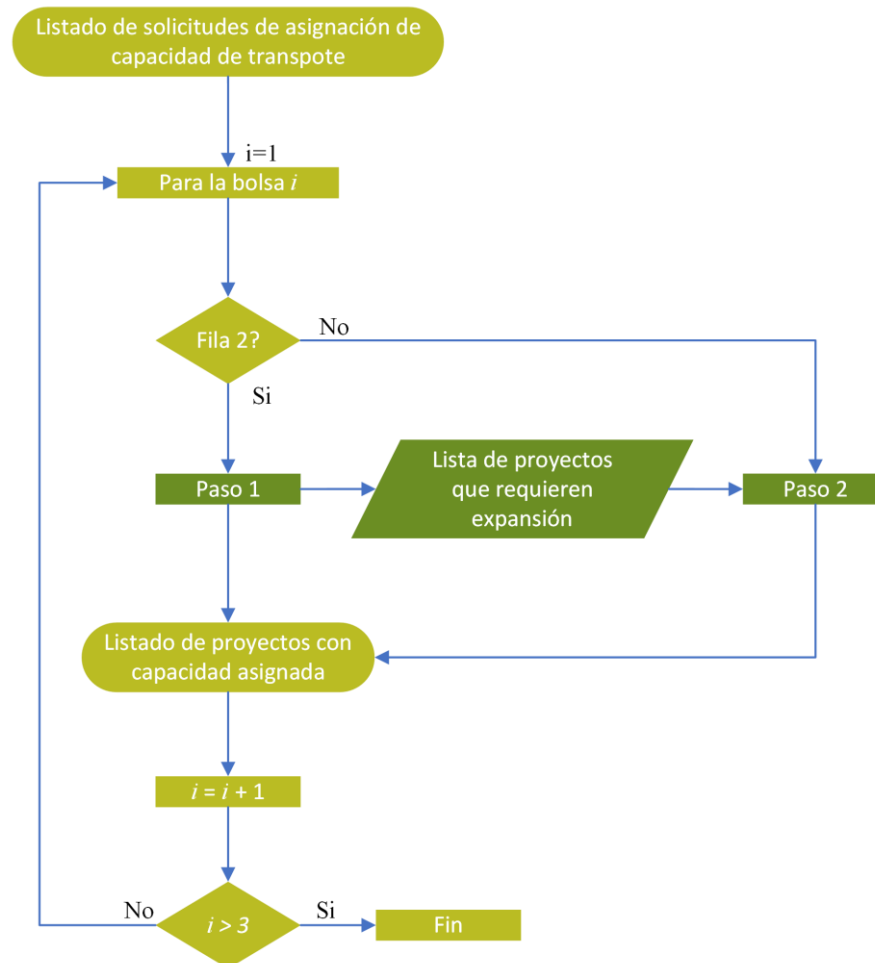 Listado de solicitudes de asignación de
capacidad de transpote
i=1
Para la bolsa i
Fila 2?
No
Si
Paso 1
Lista de proyectos
que requieren
expansión
Paso 2
Listado de proyectos con
capacidad asignada
i = i + 1
No
i > 3
Si
Fin